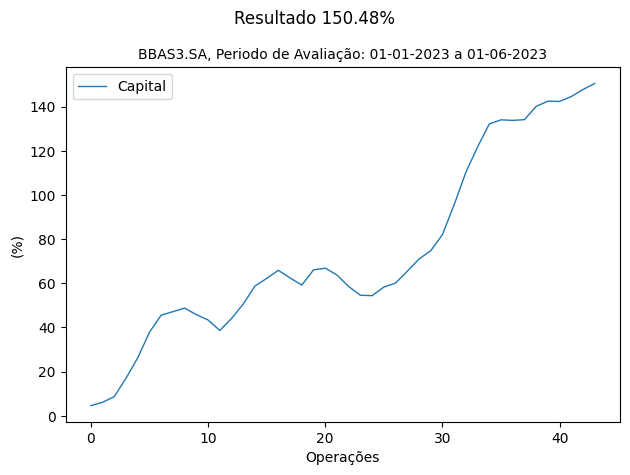 Resultado 150.48%
BBAS3.SA, Periodo de Avaliação: 01-01-2023 a 01-06-2023
Capital
140
120
100
80
60
40
20
0
(%)
0 10 20 30 40
Operações